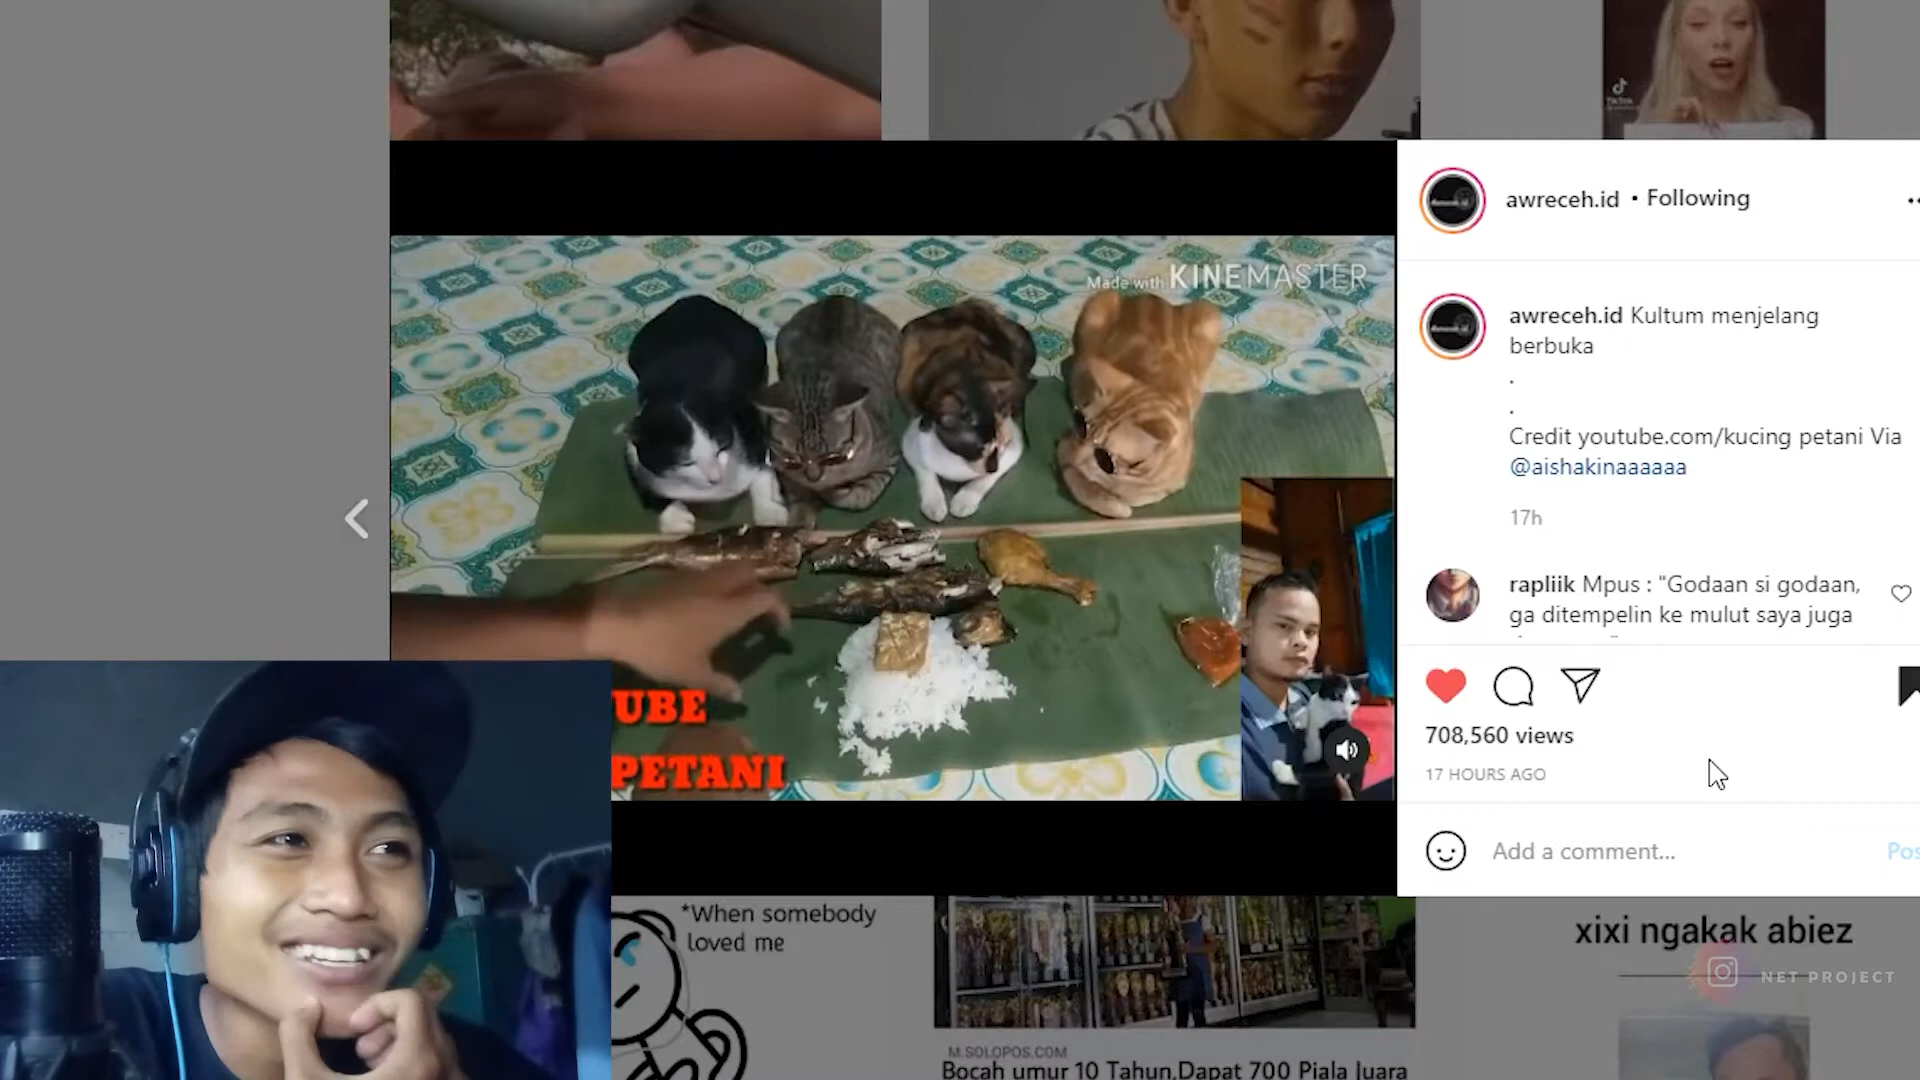 TikTok
Made with KINEMASTER
UBE
PETANI
awreceh.id • Following
awreceh.id Kultum menjelang
berbuka
.
.
Credit youtube.com/kucing petani Via
@aishakinaaaaaa
17h
rapliik Mpus : "Godaan si godaan,
ga ditempelin ke mulut saya juga
708,560 views
17 HOURS AGO
Add a comment...
Pos
*When somebody
loved me
M.SOLOPOS.COM
Bocah umur 10 Tahun,Dapat 700 Piala Juara
xixi ngakak abiez
NET PROJECT